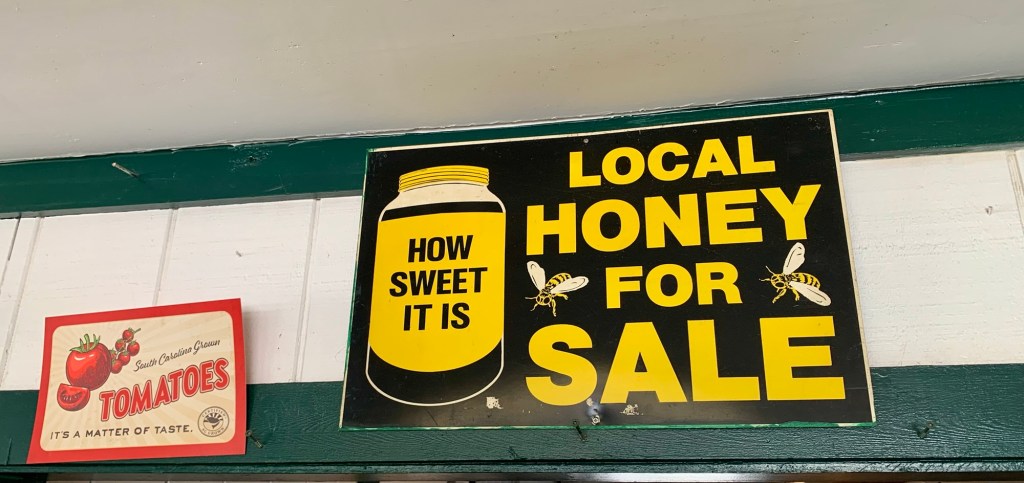 LOCAL
HONEY
FOR
SALE
HOW
SWEET
IT IS
South Carolina Grown
TOMATOES
IT'S A MATTER OF TASTE.